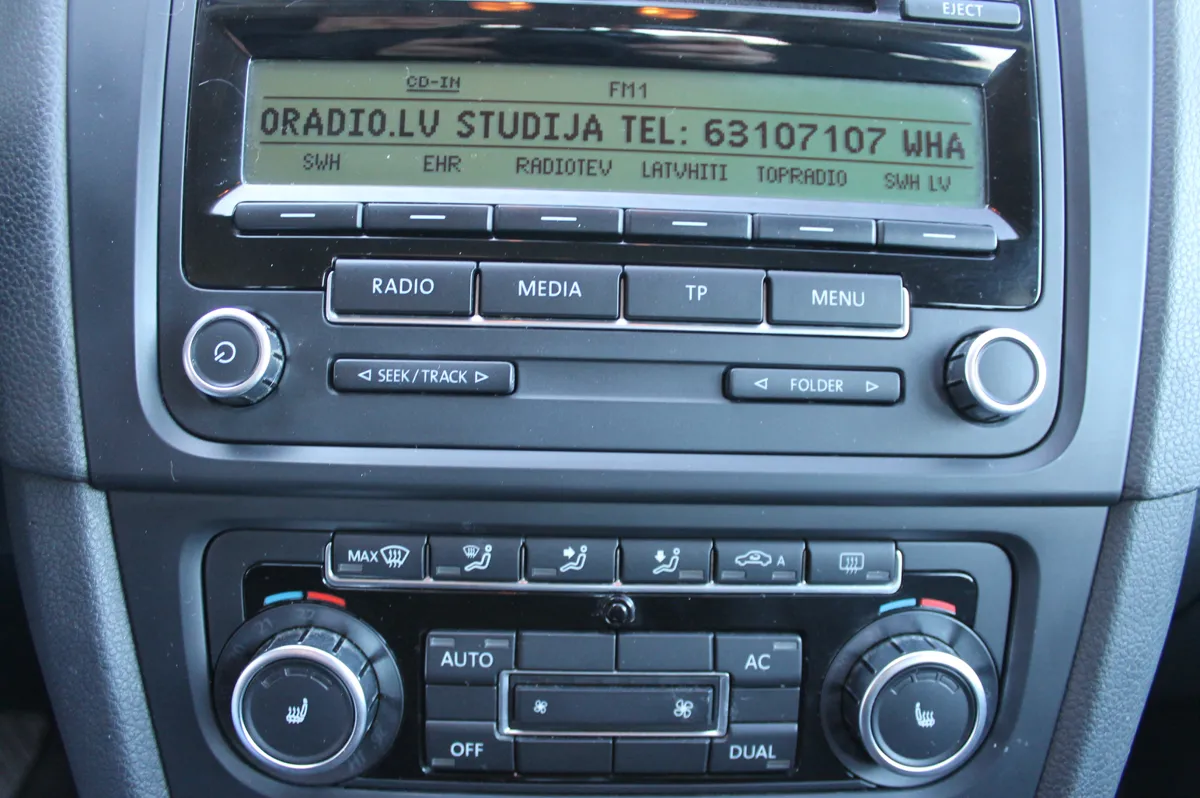 EJECT
CD-IN FM1
ORADIO.LV STUDIJA TEL: 63107107 WHA
SWH EHR RADIOTEV LATVHITI TOPRADIO SWH LV
RADIO MEDIA TP MENU
SEEK/TRACK FOLDER
MAX A
AUTO AC
OFF DUAL